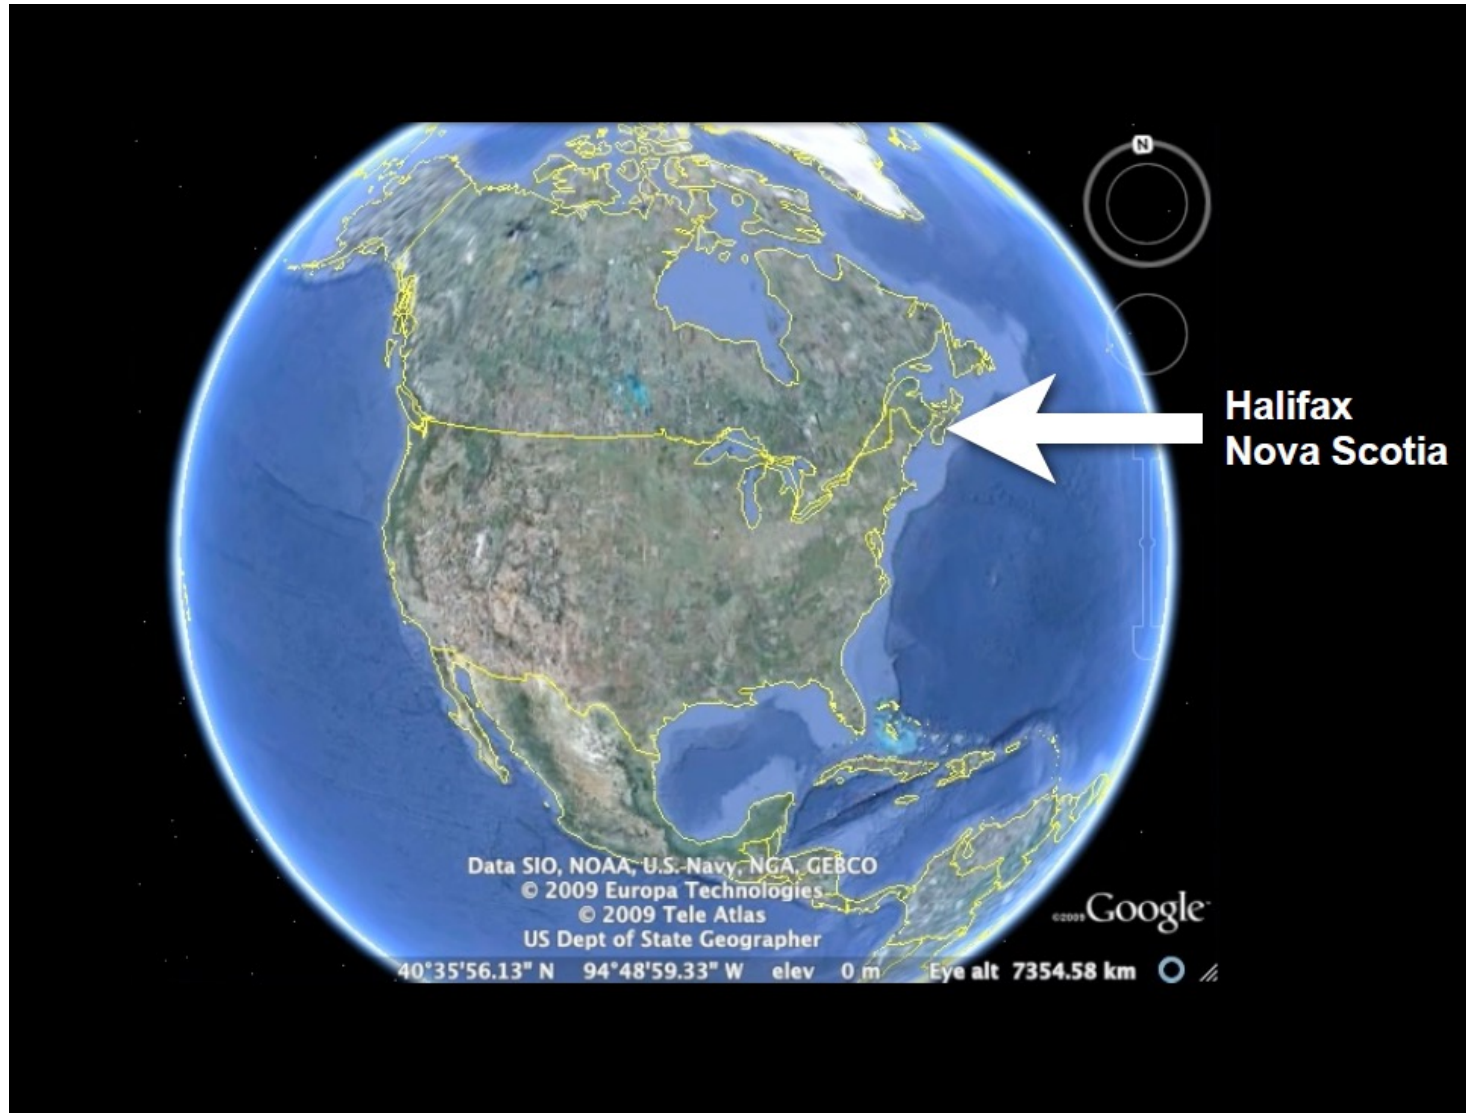 N
Halifax
Nova Scotia
Data SIO, NOAA, U.S. Navy, NGA, GEBCO
© 2009 Europa Technologies
© 2009 Tele Atlas
US Dept of State Geographer
©2009 Google™
40°35'56.13" N 94°48'59.33" W elev 0 m Eye alt 7354.58 km